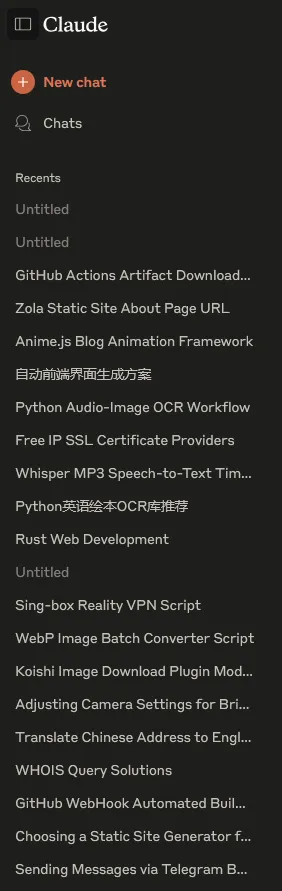 Claude
New chat
Chats
Recents
Untitled
Untitled
GitHub Actions Artifact Download...
Zola Static Site About Page URL
Anime.js Blog Animation Framework
自动前端界面生成方案
Python Audio-Image OCR Workflow
Free IP SSL Certificate Providers
Whisper MP3 Speech-to-Text Tim...
Python英语绘本OCR库推荐
Rust Web Development
Untitled
Sing-box Reality VPN Script
WebP Image Batch Converter Script
Koishi Image Download Plugin Mod...
Adjusting Camera Settings for Bri...
Translate Chinese Address to Engl...
WHOIS Query Solutions
GitHub WebHook Automated Buil...
Choosing a Static Site Generator f...
Sending Messages via Telegram B...